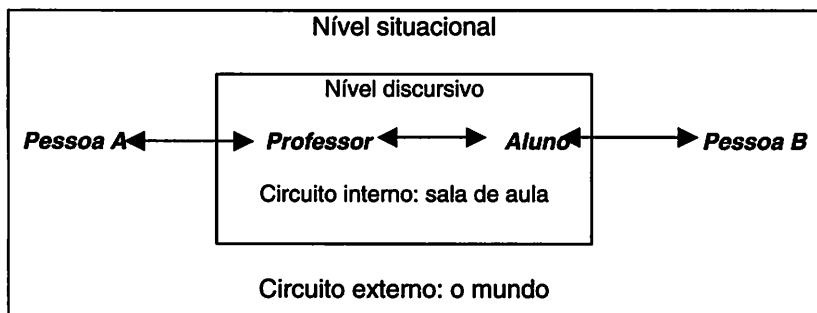 Nível situacional
Nível discursivo
Pessoa A Professor Aluno Pessoa B
Circuito interno: sala de aula
Circuito externo: o mundo